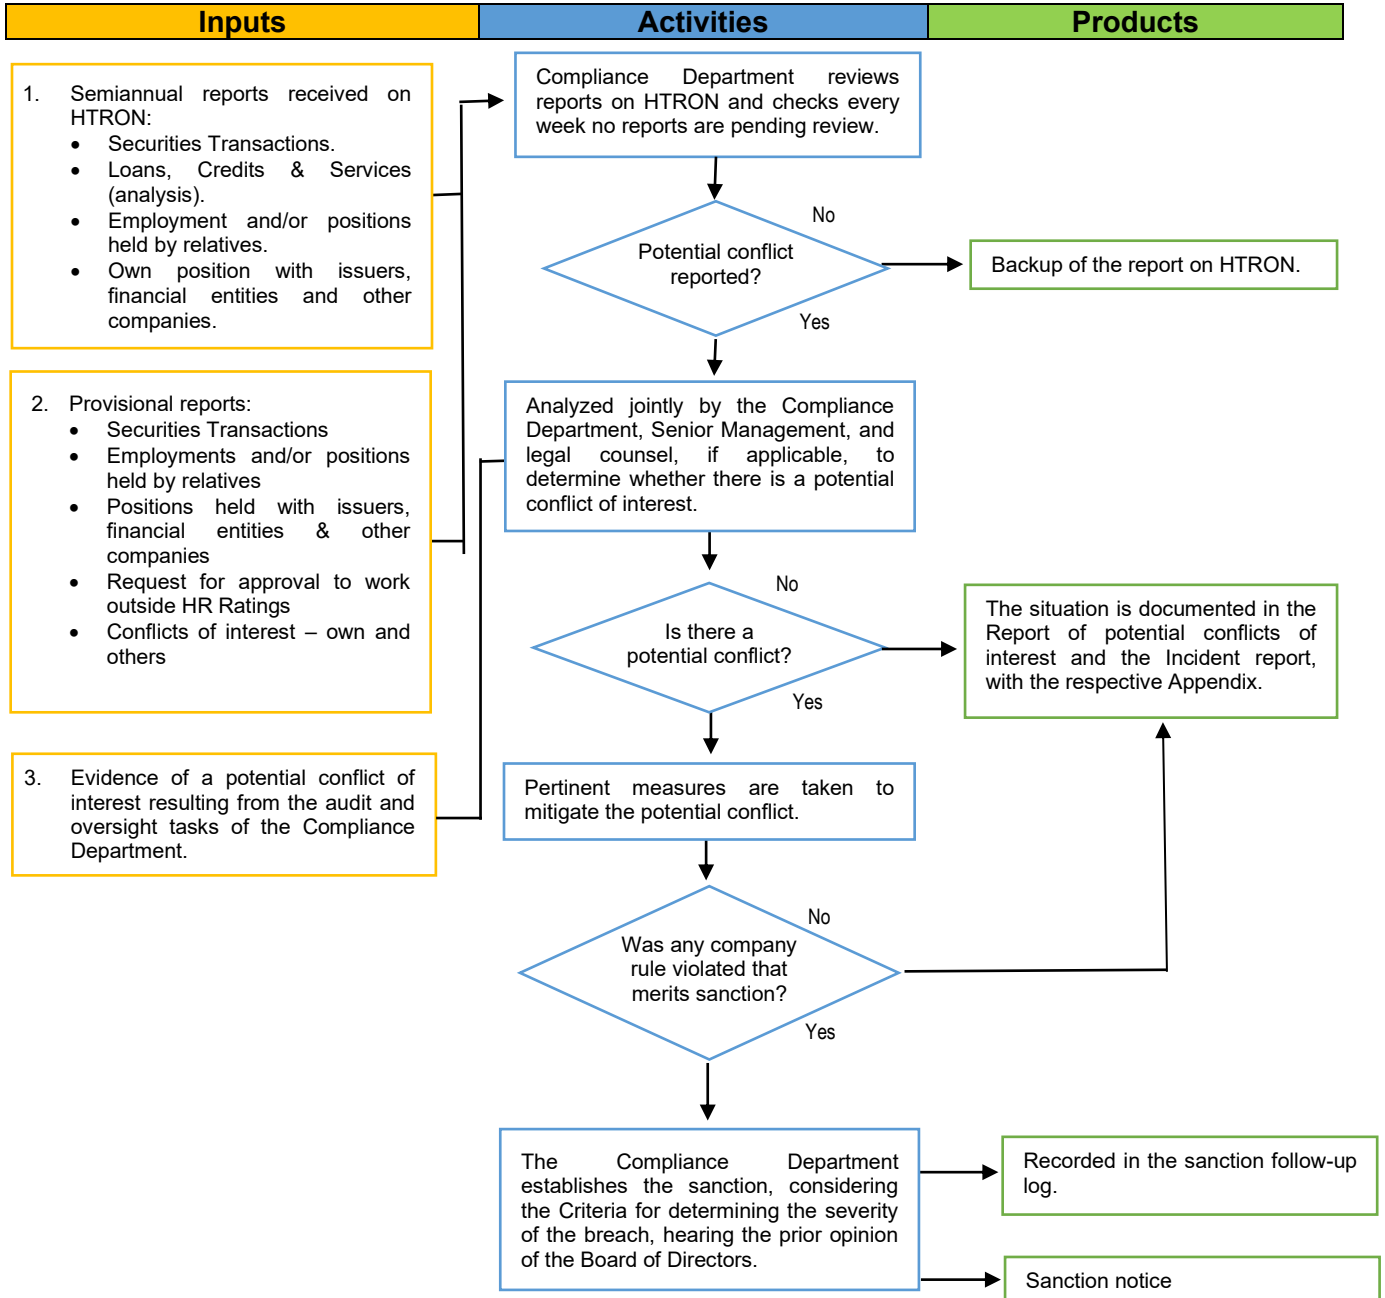 Inputs
Activities
Products
1. Semiannual reports received on
HTRON:
• Securities Transactions.
• Loans, Credits & Services
(analysis).
• Employment and/or positions
held by relatives.
• Own position with issuers,
financial entities and other
companies.
2. Provisional reports:
• Securities Transactions
• Employments and/or positions
held by relatives
• Positions held with issuers,
financial entities & other
companies
• Request for approval to work
outside HR Ratings
• Conflicts of interest – own and
others
3. Evidence of a potential conflict of
interest resulting from the audit and
oversight tasks of the Compliance
Department.
Compliance Department reviews
reports on HTRON and checks every
week no reports are pending review.
No
Potential conflict
reported?
Yes
Backup of the report on HTRON.
Analyzed jointly by the Compliance
Department, Senior Management, and
legal counsel, if applicable, to
determine whether there is a potential
conflict of interest.
No
Is there a
potential conflict?
Yes
The situation is documented in the
Report of potential conflicts of
interest and the Incident report,
with the respective Appendix.
Pertinent measures are taken to
mitigate the potential conflict.
No
Was any company
rule violated that
merits sanction?
Yes
The Compliance Department
establishes the sanction, considering
the Criteria for determining the severity
of the breach, hearing the prior opinion
of the Board of Directors.
Recorded in the sanction follow-up
log.
Sanction notice